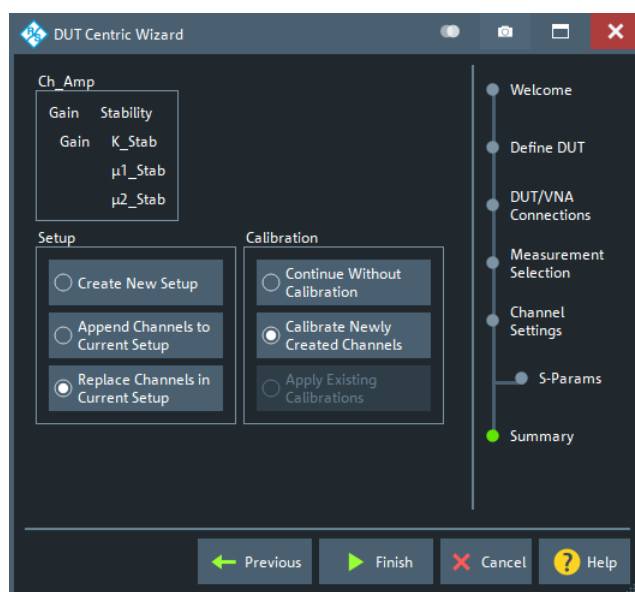 DUT Centric Wizard
Ch_Amp
Gain Stability
Gain K_Stab
µ1_Stab
µ2_Stab
Setup
Create New Setup
Append Channels to
Current Setup
Replace Channels in
Current Setup
Calibration
Continue Without
Calibration
Calibrate Newly
Created Channels
Apply Existing
Calibrations
Welcome
Define DUT
DUT/VNA
Connections
Measurement
Selection
Channel
Settings
S-Params
Summary
Previous
Finish
Cancel
? Help